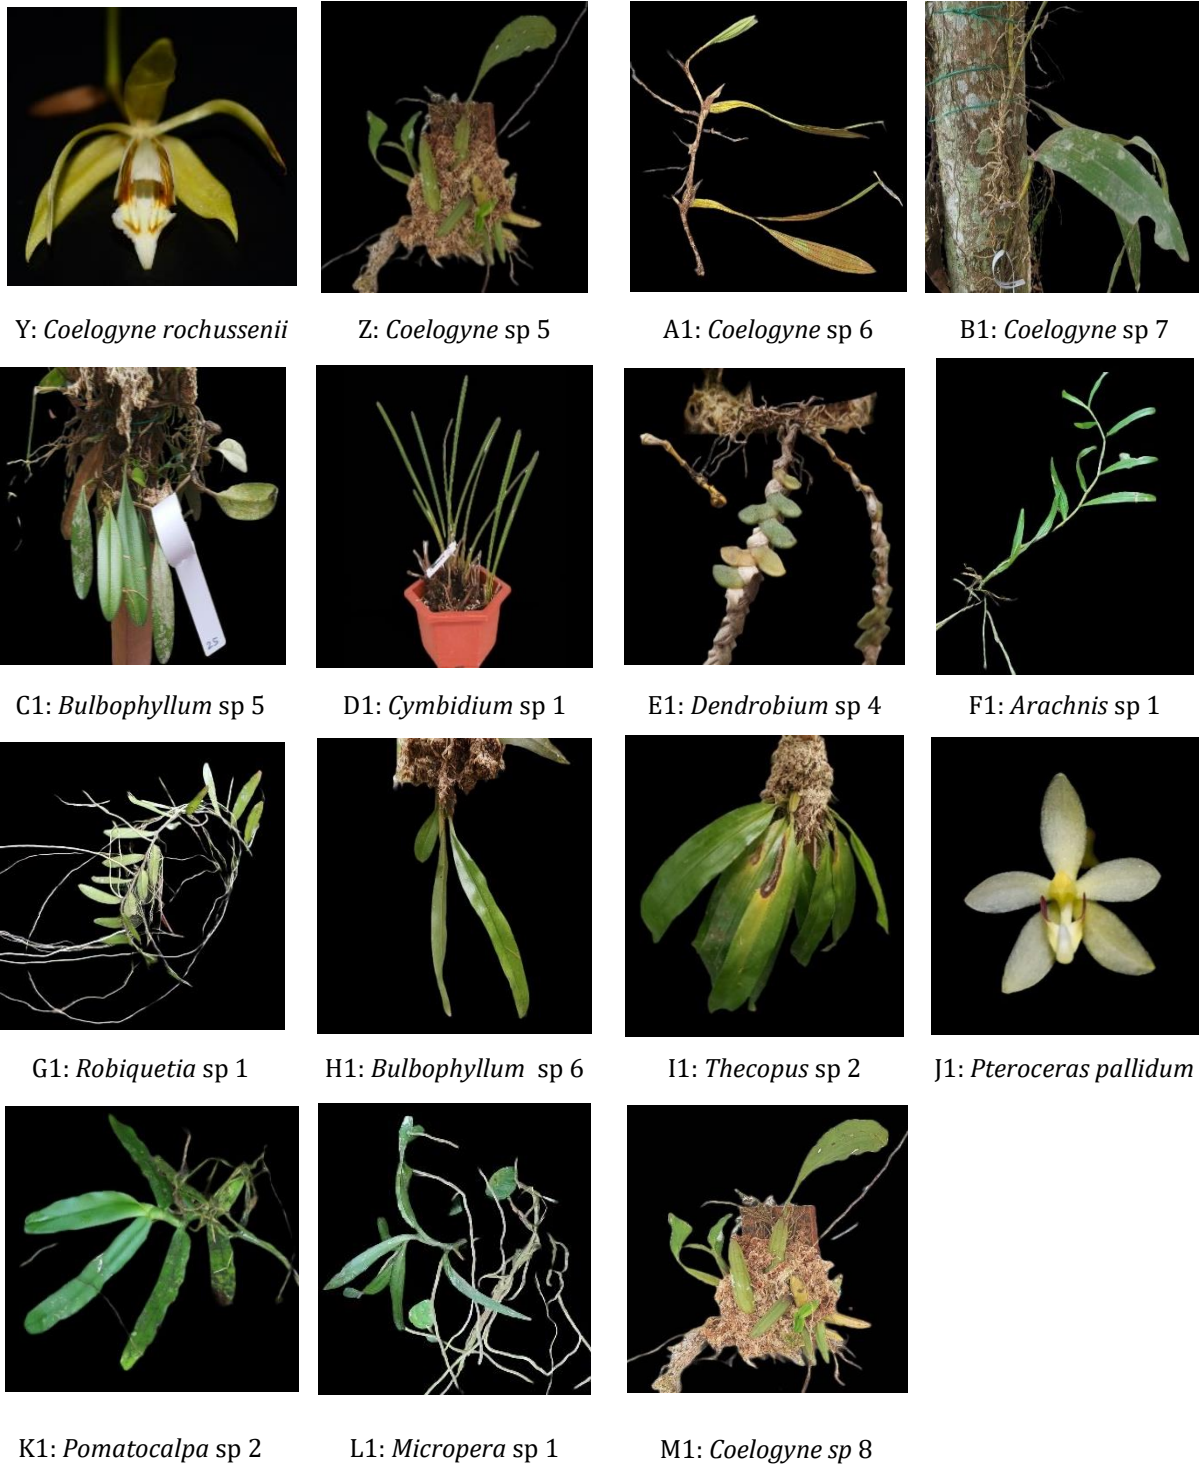 Y: Coelogyne rochussenii
Z: Coelogyne sp 5
A1: Coelogyne sp 6
B1: Coelogyne sp 7
25
C1: Bulbophyllum sp 5
D1: Cymbidium sp 1
E1: Dendrobium sp 4
F1: Arachnis sp 1
G1: Robiquetia sp 1
H1: Bulbophyllum sp 6
I1: Thecopus sp 2
J1: Pteroceras pallidum
K1: Pomatocalpa sp 2
L1: Micropera sp 1
M1: Coelogyne sp 8